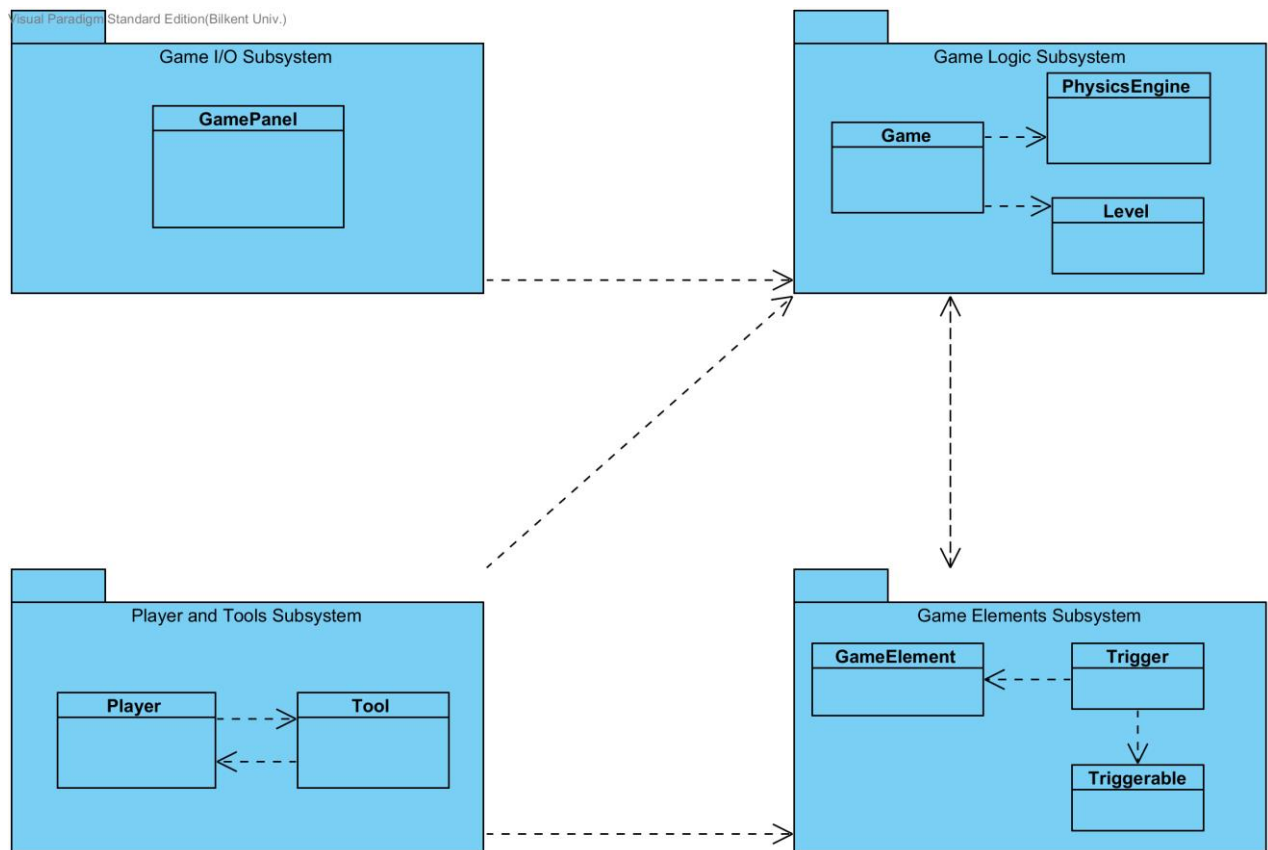 Visual Paradigm Standard Edition(Bilkent Univ.)
Game I/O Subsystem
GamePanel
Game Logic Subsystem
PhysicsEngine
Game
Level
Player and Tools Subsystem
Player
Tool
Game Elements Subsystem
GameElement
Trigger
Triggerable